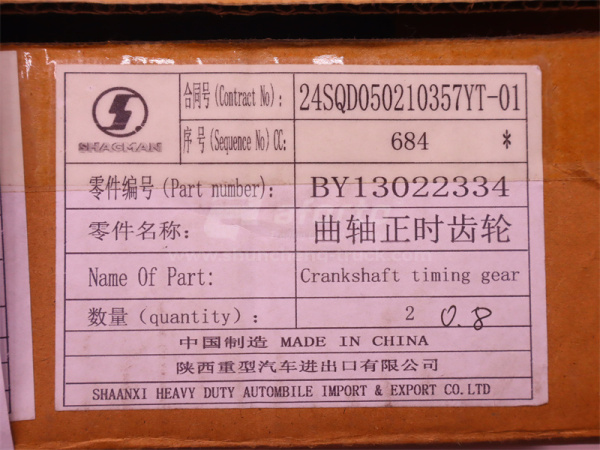 SHACMAN
合同号(Contract No): 24SQD050210357YT-01
序号(Sequence No)CC: 684 *
零件编号(Part number): BY13022334
零件名称: 曲轴正时齿轮
Name Of Part: Crankshaft timing gear
数量(quantity): 2 0.8
中国制造 MADE IN CHINA
陕西重型汽车进出口有限公司
SHAANXI HEAVY DUTY AUTOMBILE IMPORT & EXPORT CO.LTD